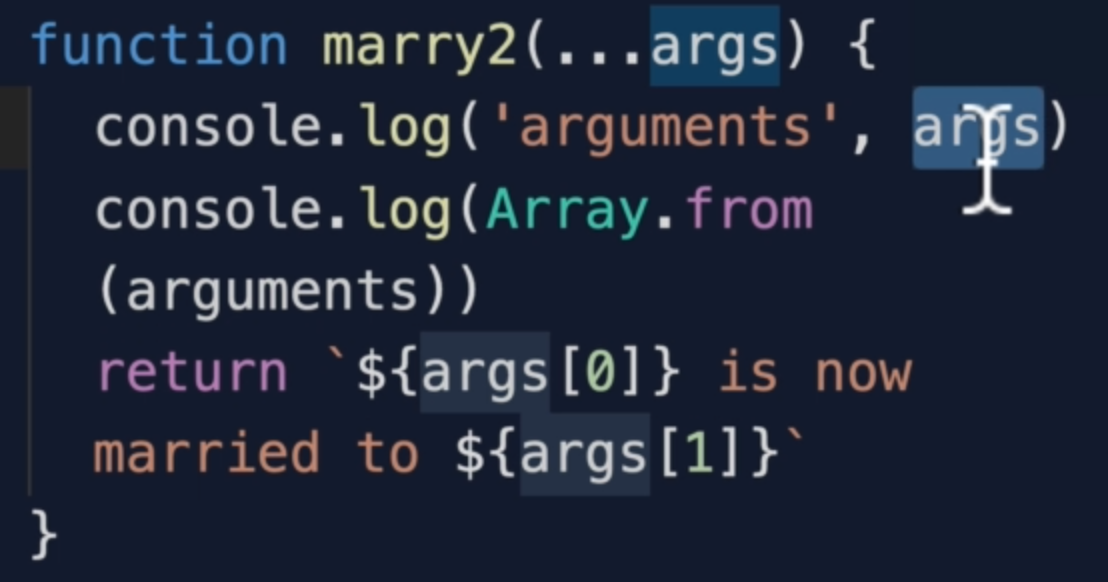 function marry2(...args) {
console.log('arguments', args)
console.log(Array.from
(arguments))
return `${args[0]} is now
married to ${args[1]}`
}